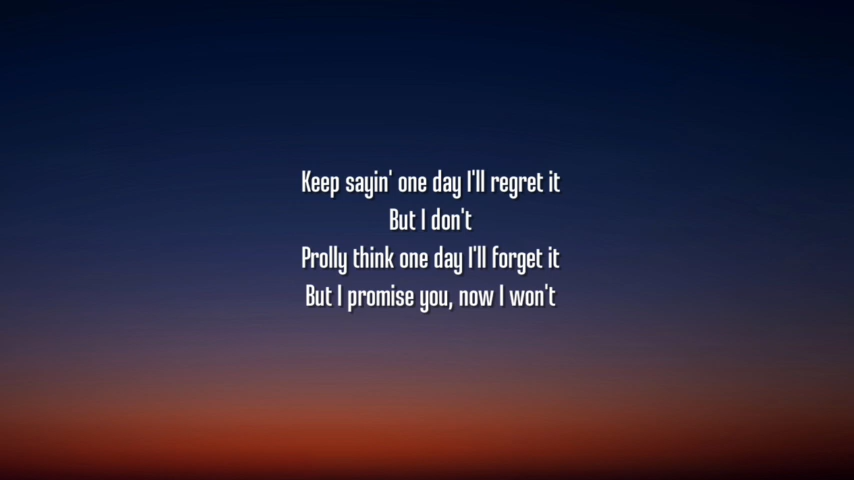 Keep sayin' one day I'll regret it
But I don't
Prolly think one day I'll forget it
But I promise you, now I won't